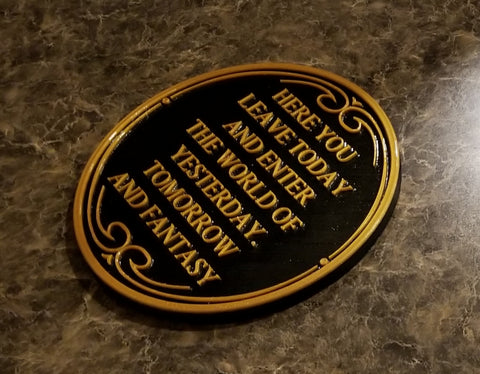 HERE YOU
LEAVE TODAY
AND ENTER
THE WORLD OF
YESTERDAY.
TOMORROW
AND FANTASY